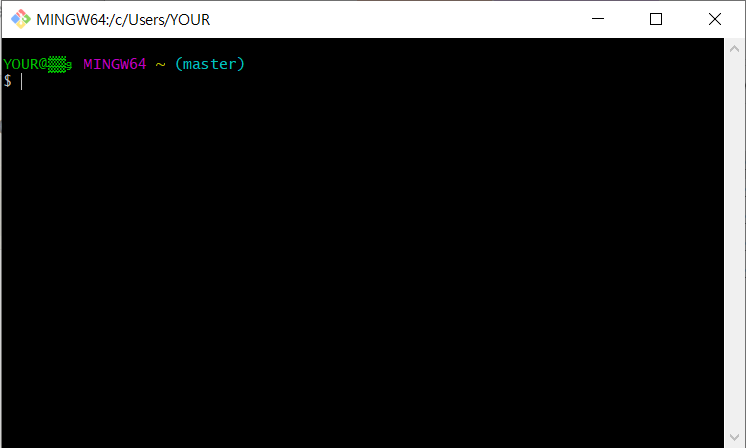 MINGW64:/c/Users/YOUR
YOUR@▒▒g MINGW64 ~ (master)
$